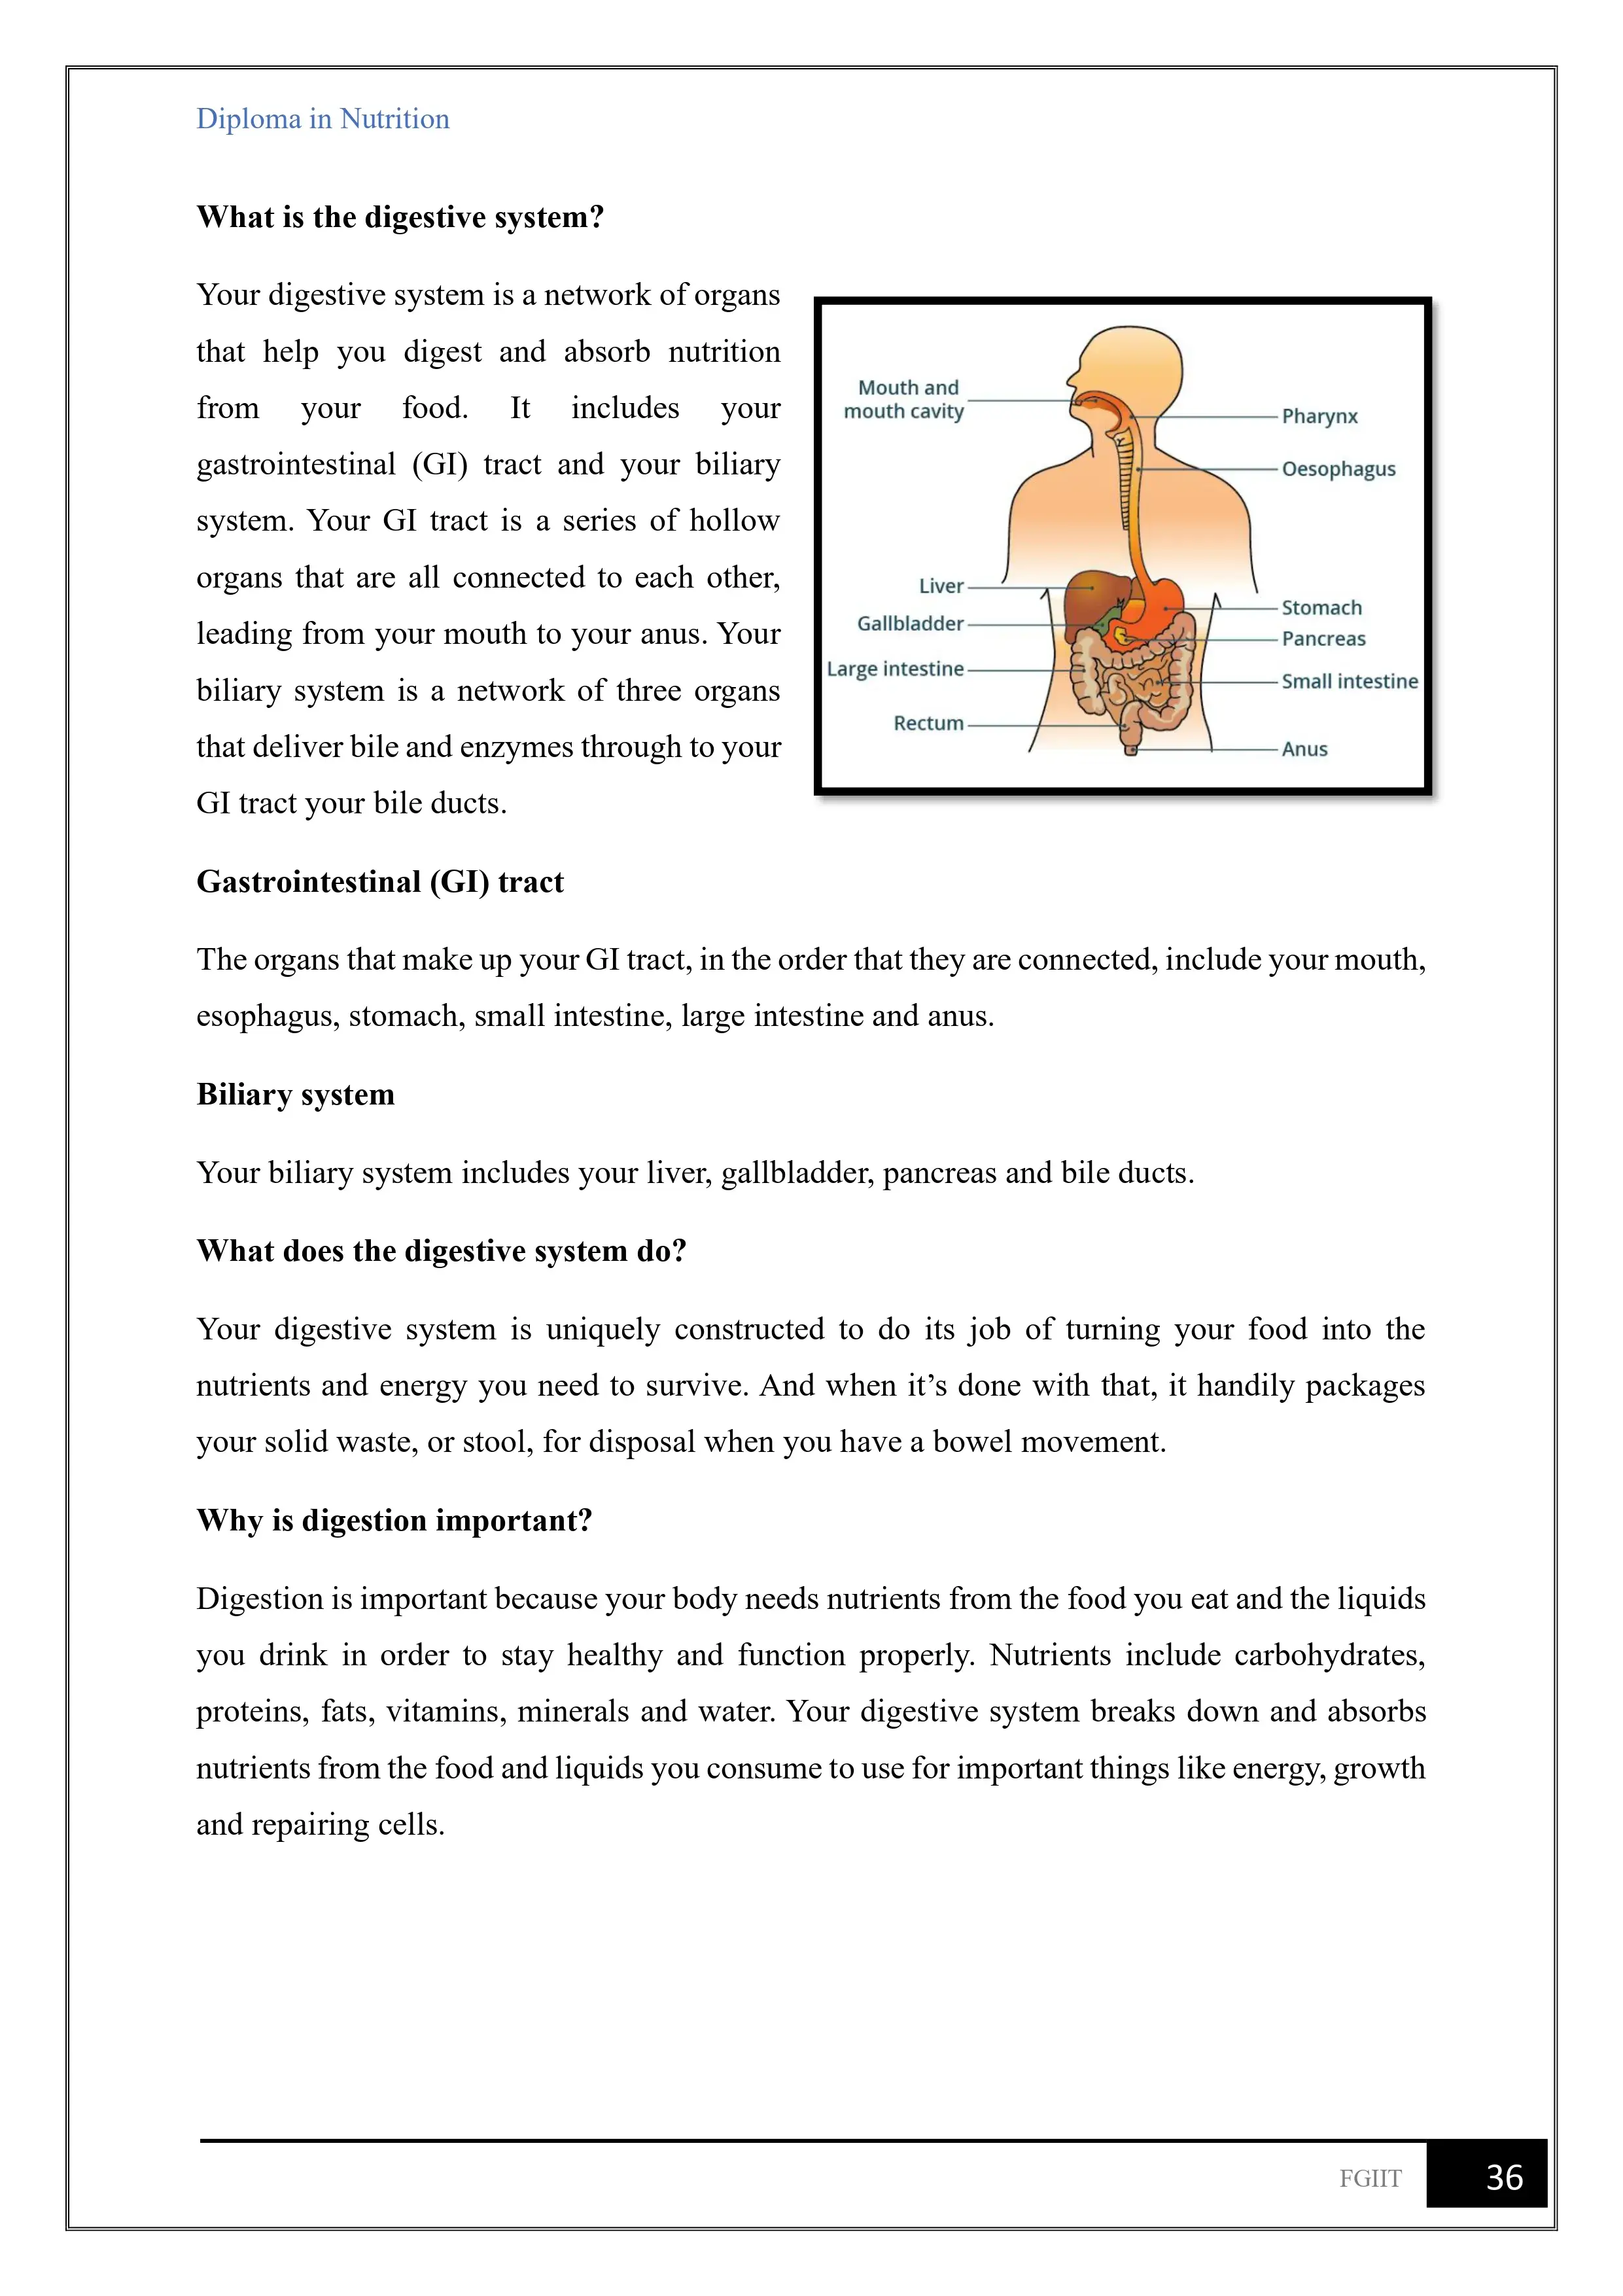 Diploma in Nutrition
What is the digestive system?
Your digestive system is a network of organs
that help you digest and absorb nutrition
from your food. It includes your
gastrointestinal (GI) tract and your biliary
system. Your GI tract is a series of hollow
organs that are all connected to each other,
leading from your mouth to your anus. Your
biliary system is a network of three organs
that deliver bile and enzymes through to your
GI tract your bile ducts.
Mouth and
mouth cavity
Pharynx
Oesophagus
Liver
Stomach
Gallbladder
Pancreas
Large intestine
Small intestine
Rectum
Anus
Gastrointestinal (GI) tract
The organs that make up your GI tract, in the order that they are connected, include your mouth,
esophagus, stomach, small intestine, large intestine and anus.
Biliary system
Your biliary system includes your liver, gallbladder, pancreas and bile ducts.
What does the digestive system do?
Your digestive system is uniquely constructed to do its job of turning your food into the
nutrients and energy you need to survive. And when it’s done with that, it handily packages
your solid waste, or stool, for disposal when you have a bowel movement.
Why is digestion important?
Digestion is important because your body needs nutrients from the food you eat and the liquids
you drink in order to stay healthy and function properly. Nutrients include carbohydrates,
proteins, fats, vitamins, minerals and water. Your digestive system breaks down and absorbs
nutrients from the food and liquids you consume to use for important things like energy, growth
and repairing cells.
FGIIT
36